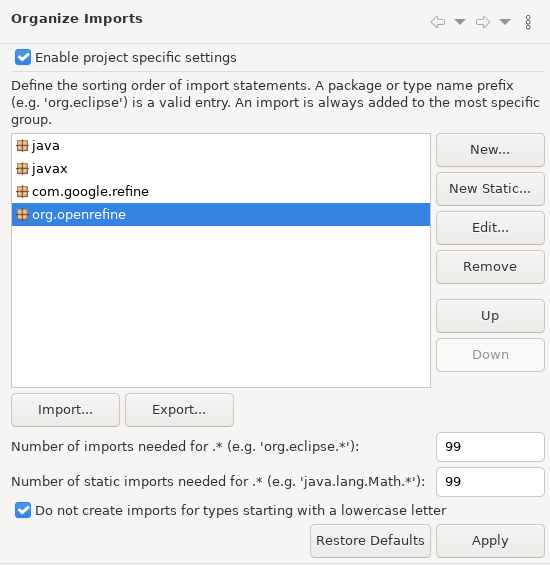 Organize Imports
Enable project specific settings
Define the sorting order of import statements. A package or type name prefix
(e.g. 'org.eclipse') is a valid entry. An import is always added to the most specific
group.
java
javax
com.google.refine
org.openrefine
New...
New Static...
Edit...
Remove
Up
Down
Import...
Export...
Number of imports needed for .* (e.g. 'org.eclipse.*'):
99
Number of static imports needed for .* (e.g. 'java.lang.Math.*'):
99
Do not create imports for types starting with a lowercase letter
Restore Defaults
Apply